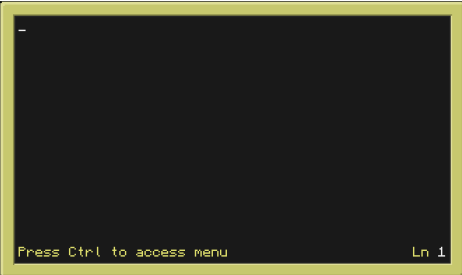 _
Press Ctrl to access menu
Ln 1